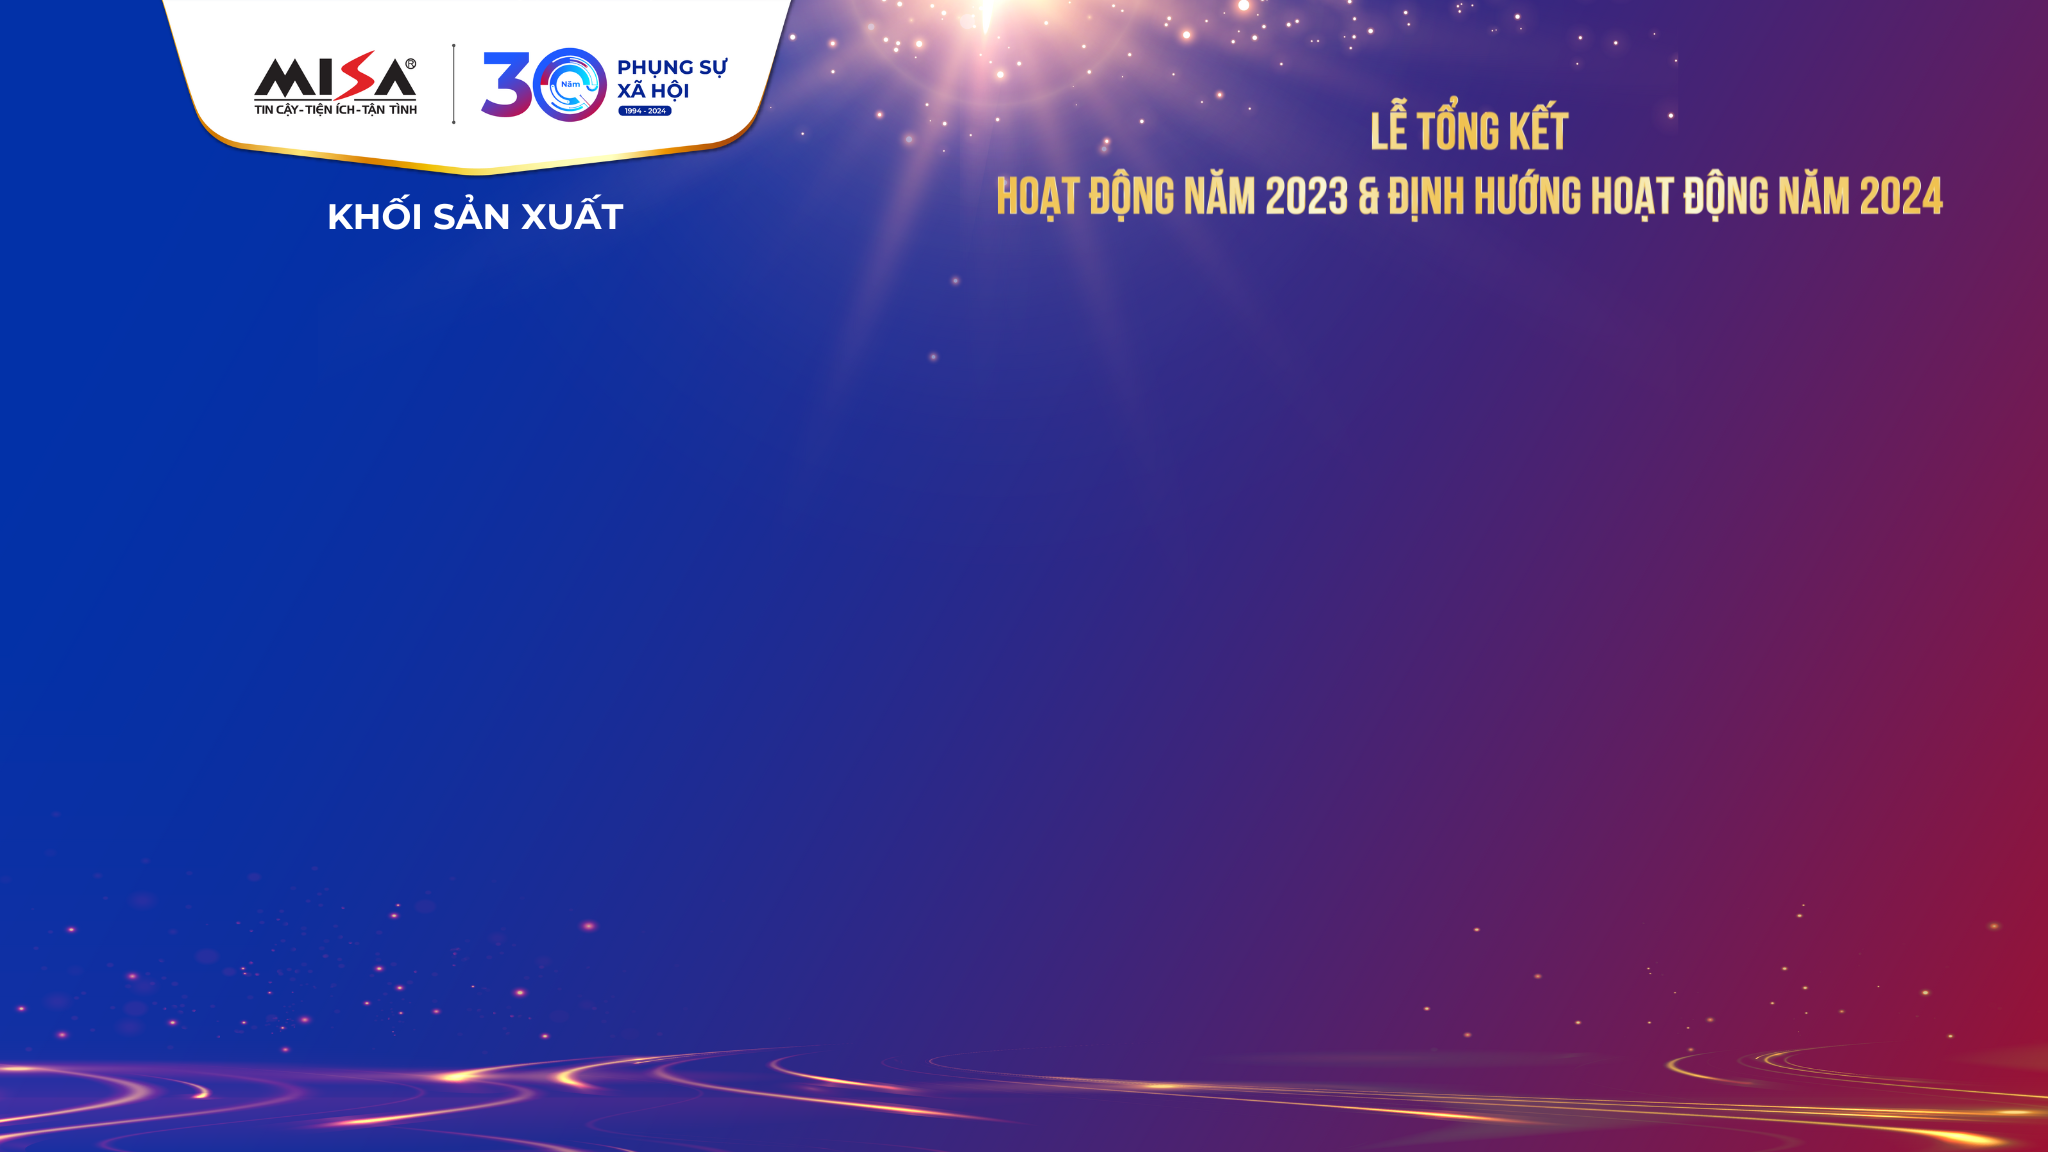 MISA®
TIN CẬY-TIỆN ÍCH-TẬN TÌNH
30 Năm
PHỤNG SỰ
XÃ HỘI
1994 - 2024
KHỐI SẢN XUẤT
LỄ TỔNG KẾT
HOẠT ĐỘNG NĂM 2023 & ĐỊNH HƯỚNG HOẠT ĐỘNG NĂM 2024